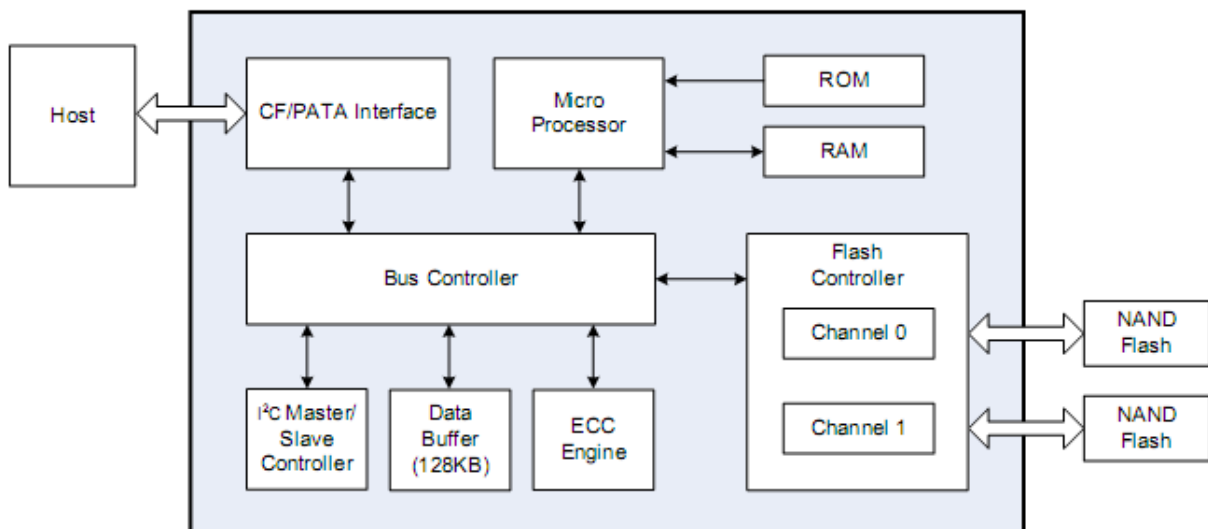 Host
CF/PATA Interface
Micro
Processor
ROM
RAM
Bus Controller
Flash
Controller
Channel 0
Channel 1
NAND
Flash
NAND
Flash
I²C Master/
Slave
Controller
Data
Buffer
(128KB)
ECC
Engine